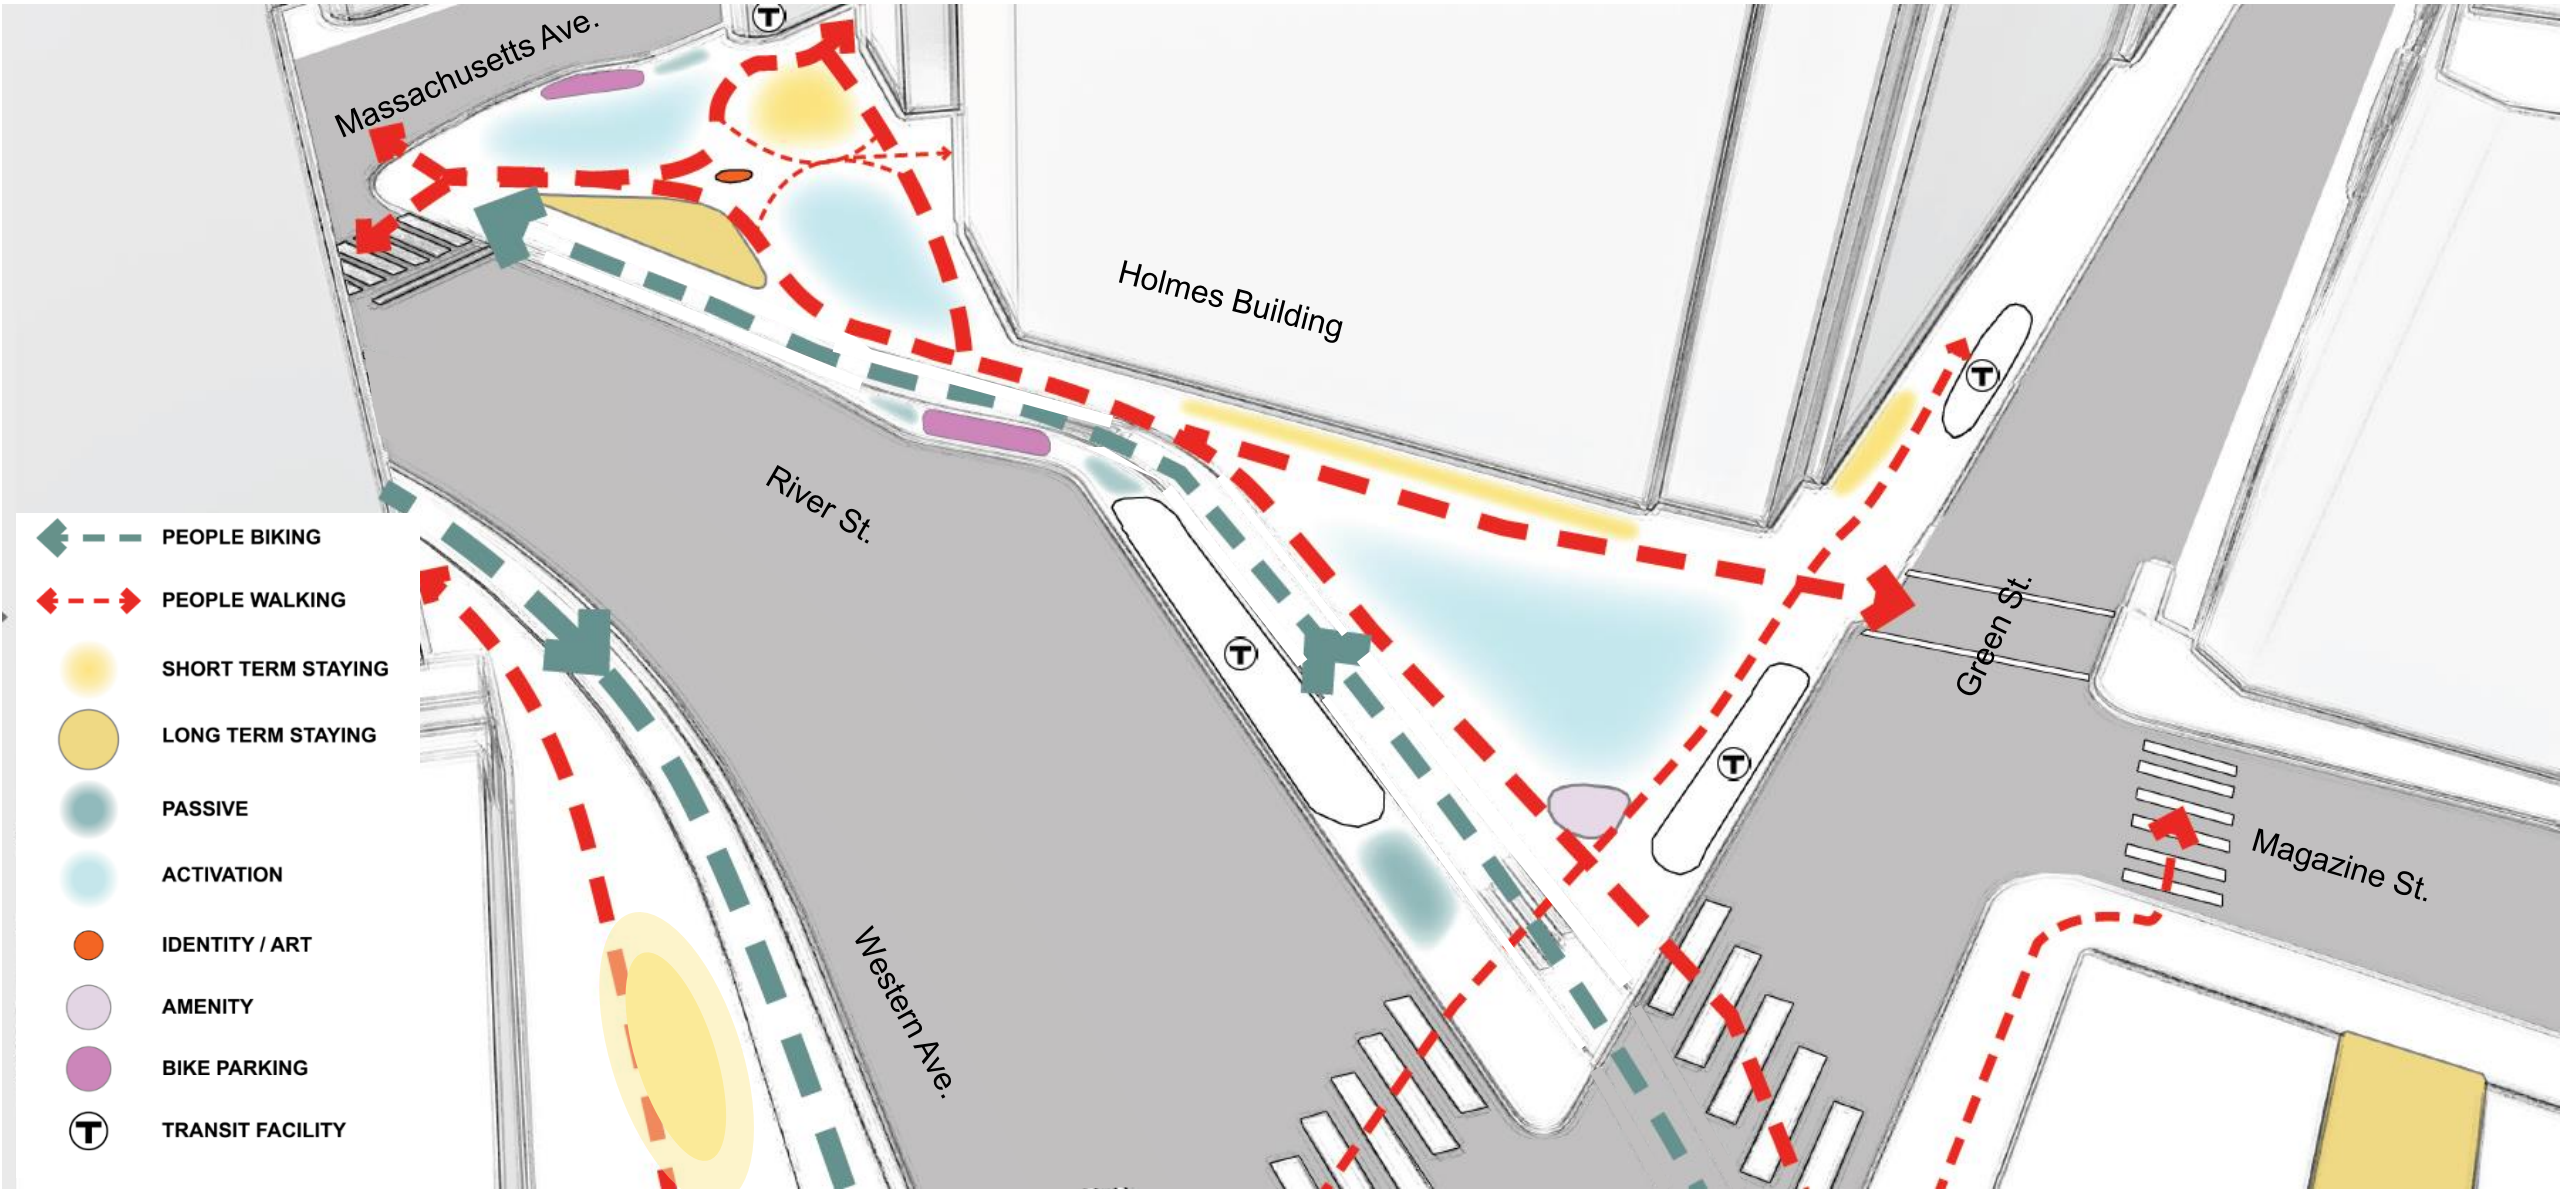 T
Massachusetts Ave.
Holmes Building
T
River St.
T
Green St.
T
Magazine St.
Western Ave.
PEOPLE BIKING
PEOPLE WALKING
SHORT TERM STAYING
LONG TERM STAYING
PASSIVE
ACTIVATION
IDENTITY / ART
AMENITY
BIKE PARKING
T TRANSIT FACILITY